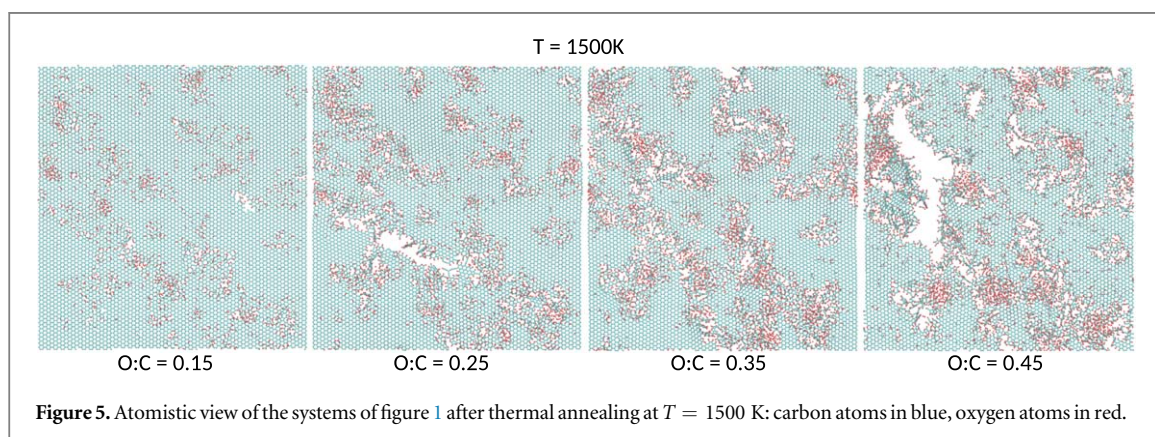 T = 1500K
O:C = 0.15
O:C = 0.25
O:C = 0.35
O:C = 0.45
Figure 5. Atomistic view of the systems of figure 1 after thermal annealing at T = 1500 K: carbon atoms in blue, oxygen atoms in red.